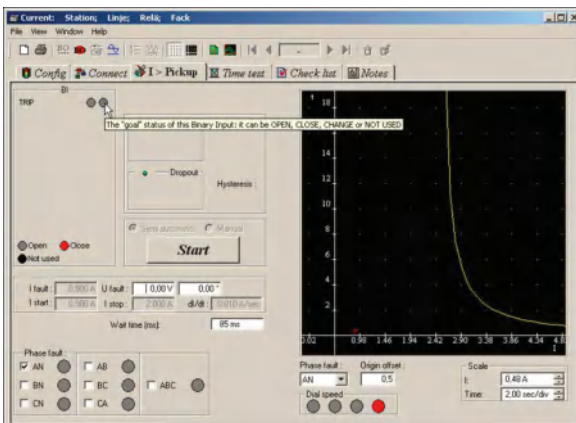 Current: Station; Linje; Relä; Fack
File View Window Help
Config Connect I > Pickup Time test Check list Notes
BI
TRIP
The "goal" status of this Binary Input: it can be OPEN, CLOSE, CHANGE or NOT USED
Dropout
Hysteresis :
Semi automatic Manual
Start
Open Close
Not used
I fault : 0.900 A U fault : 0,00 V 0,00 °
I start : 0.900 A I stop : 2.000 A dI/dt : 0.010 A/sec
Wait time (ms): 85 ms
Phase fault :
AN AB
BN BC ABC
CN CA
t
18
14
12
10
8
6
4
2
0.02 0.98 1.46 1.94 2.42 2.90 3.38 3.86 4.34
I
Phase fault : Origin offset :
AN 0,5
Dial speed
Scale
I: 0,48 A
Time: 2,00 sec/div